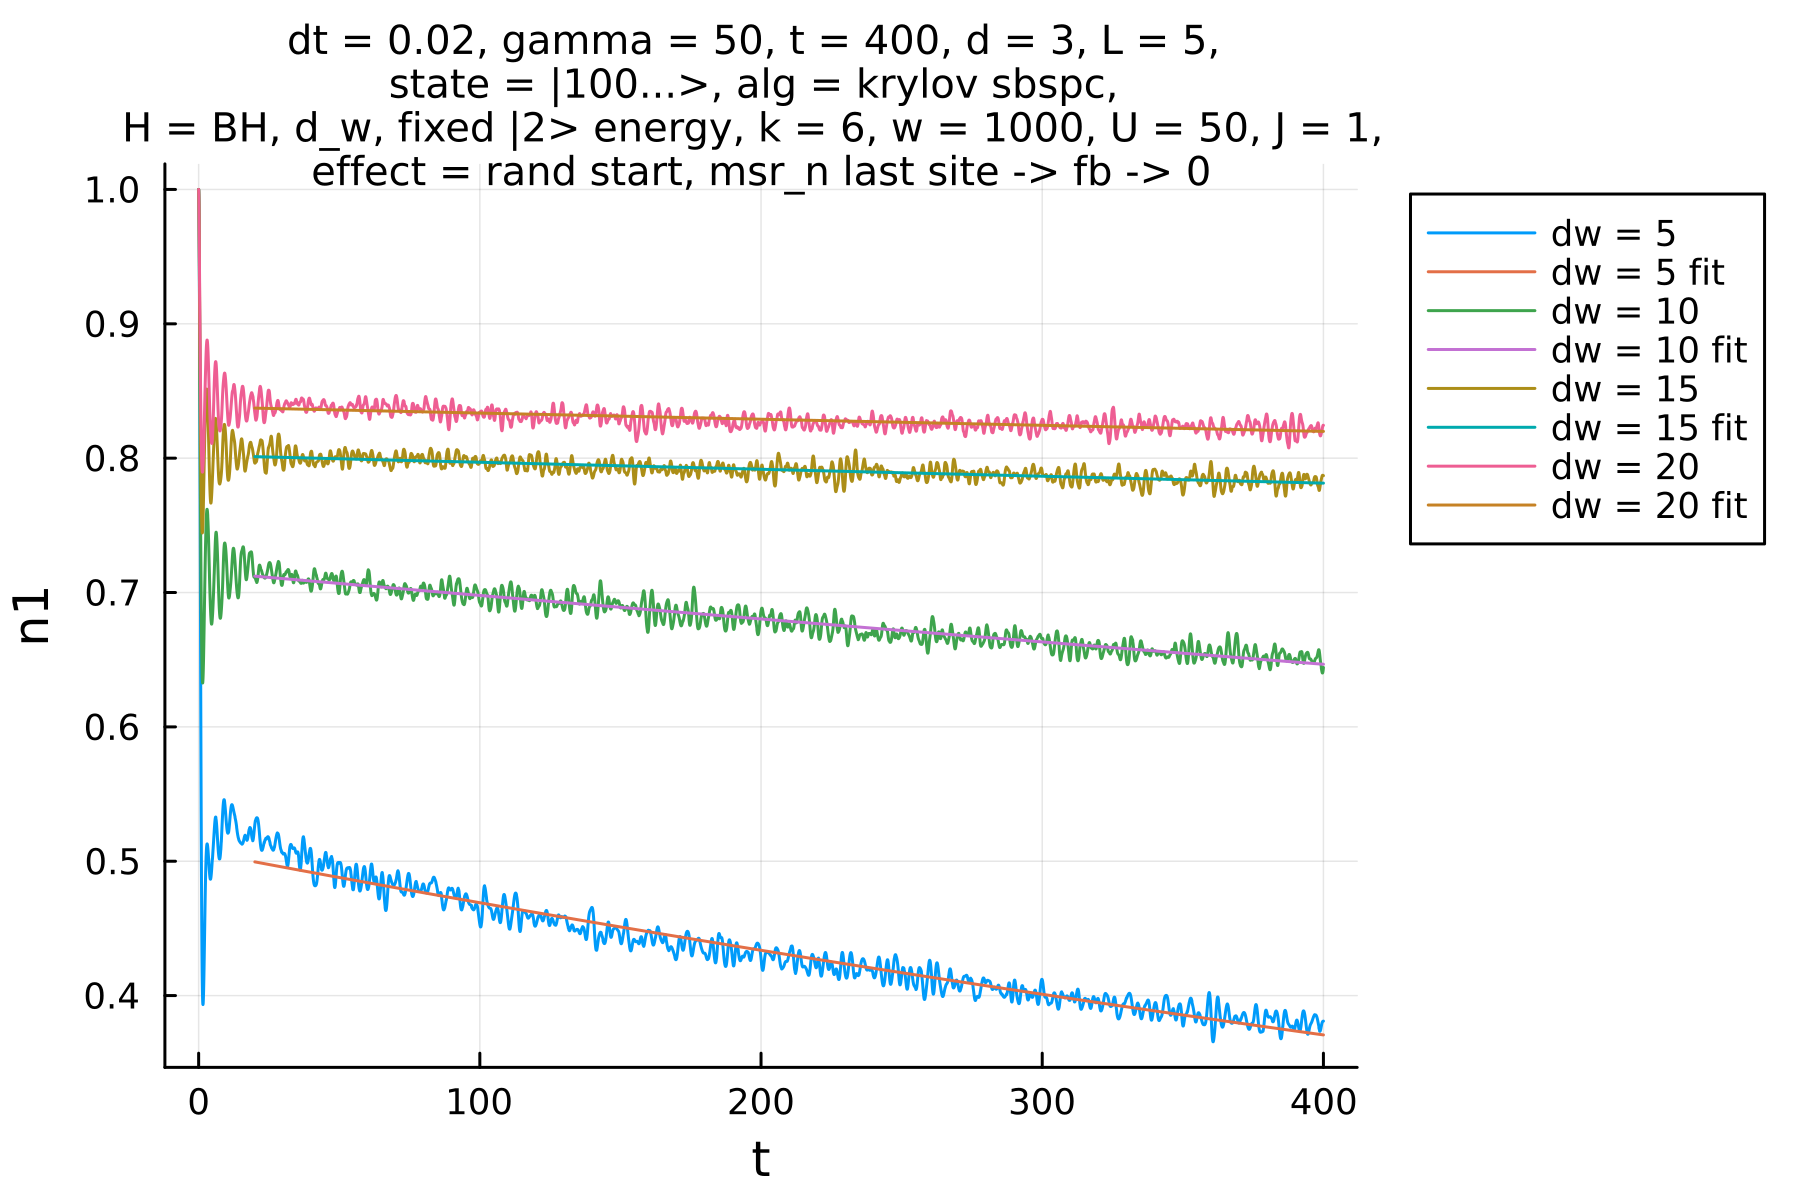 dt = 0.02, gamma = 50, t = 400, d = 3, L = 5,
state = |100...>, alg = krylov sbspc,
H = BH, d_w, fixed |2> energy, k = 6, w = 1000, U = 50, J = 1,
effect = rand start, msr_n last site -> fb -> 0
1.0
0.9
0.8
0.7
0.6
0.5
0.4
n1
0 100 200 300 400
t
dw = 5
dw = 5 fit
dw = 10
dw = 10 fit
dw = 15
dw = 15 fit
dw = 20
dw = 20 fit